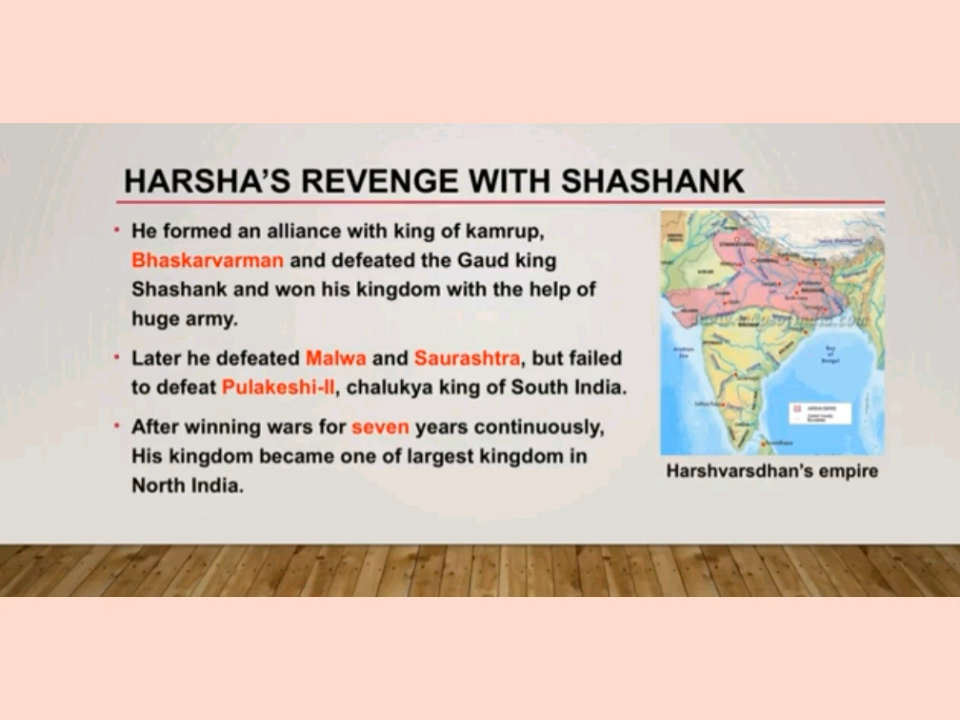 HARSHA'S REVENGE WITH SHASHANK
• He formed an alliance with king of kamrup,
Bhaskarvarman and defeated the Gaud king
Shashank and won his kingdom with the help of
huge army.
• Later he defeated Malwa and Saurashtra, but failed
to defeat Pulakeshi-II, chalukya king of South India.
• After winning wars for seven years continuously,
His kingdom became one of largest kingdom in
North India.
Bay
of
Bengal
Harshvarsdhan's empire